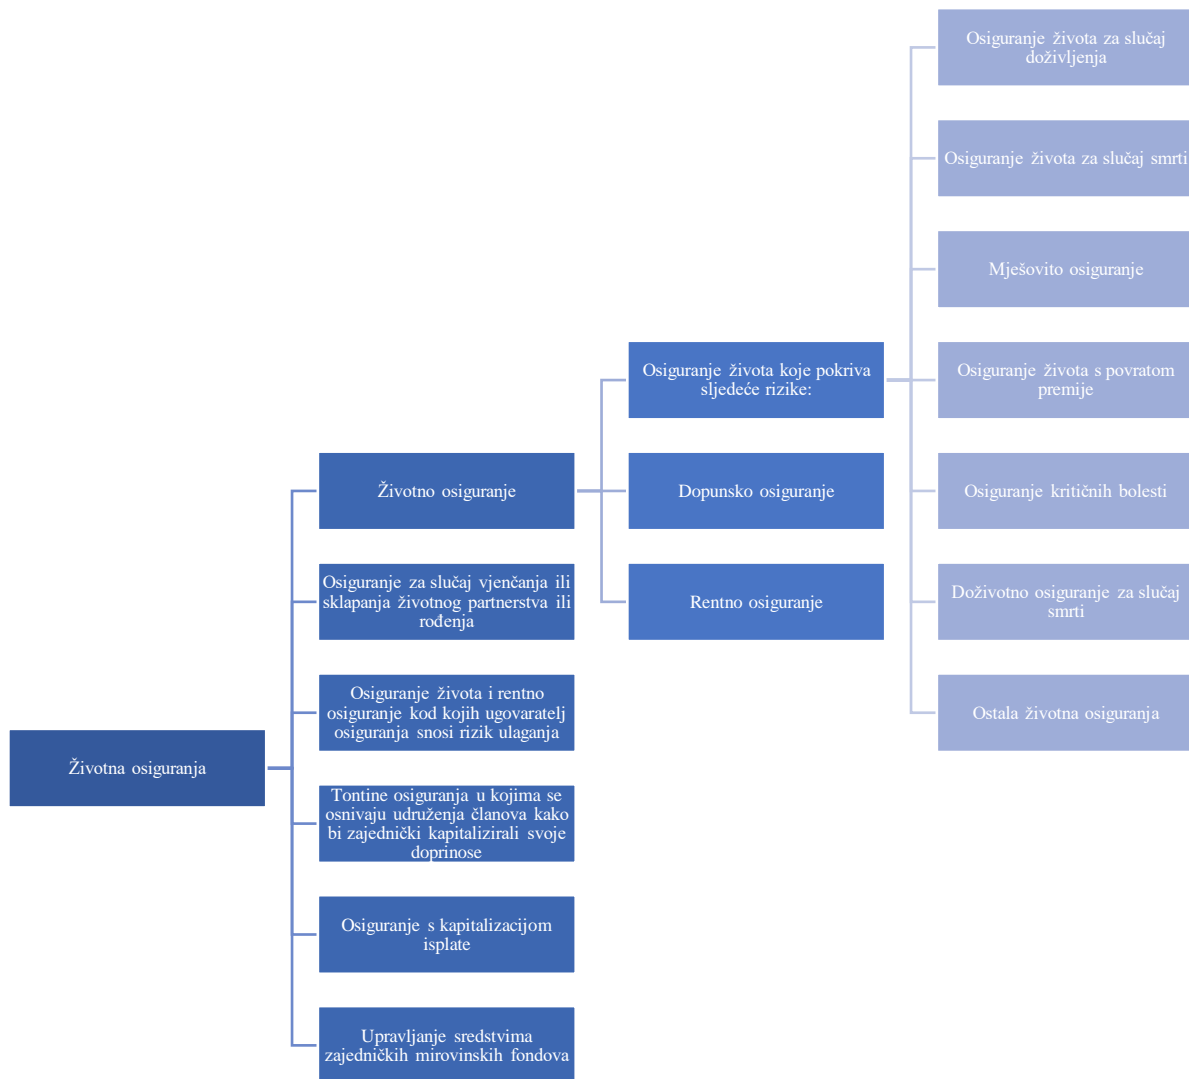 Životna osiguranja
Životno osiguranje
Osiguranje za slučaj vjenčanja ili
sklapanja životnog partnerstva ili
rođenja
Osiguranje života i rentno
osiguranje kod kojih ugovaratelj
osiguranja snosi rizik ulaganja
Tontine osiguranja u kojima se
osnivaju udruženja članova kako
bi zajednički kapitalizirali svoje
doprinose
Osiguranje s kapitalizacijom
isplate
Upravljanje sredstvima
zajedničkih mirovinskih fondova
Osiguranje života koje pokriva
sljedeće rizike:
Dopunsko osiguranje
Rentno osiguranje
Osiguranje života za slučaj
doživljenja
Osiguranje života za slučaj smrti
Mješovito osiguranje
Osiguranje života s povratom
premije
Osiguranje kritičnih bolesti
Doživotno osiguranje za slučaj
smrti
Ostala životna osiguranja